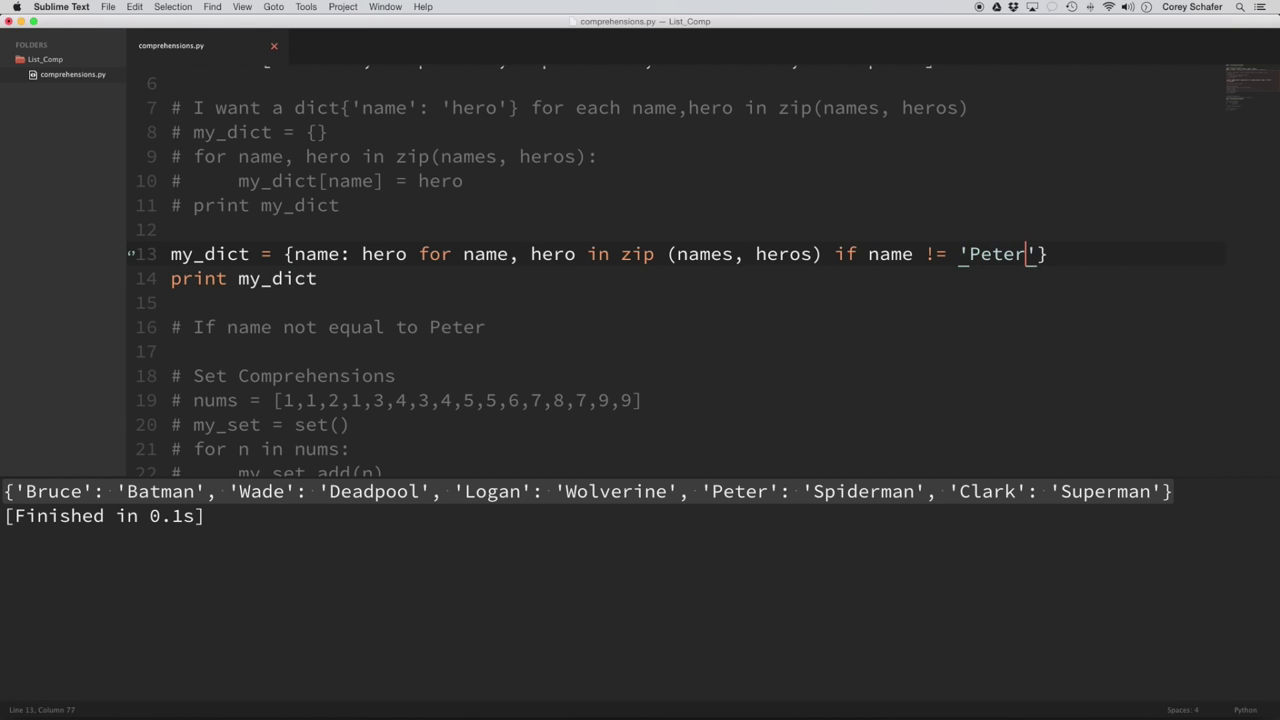 Sublime Text File Edit Selection Find View Goto Tools Project Window Help Corey Schafer
comprehensions.py — List_Comp
FOLDERS
List_Comp
comprehensions.py
comprehensions.py
6
7 # I want a dict{'name': 'hero'} for each name,hero in zip(names, heros)
8 # my_dict = {}
9 # for name, hero in zip(names, heros):
10 #     my_dict[name] = hero
11 # print my_dict
12
13 my_dict = {name: hero for name, hero in zip (names, heros) if name != 'Peter'}
14 print my_dict
15
16 # If name not equal to Peter
17
18 # Set Comprehensions
19 # nums = [1,1,2,1,3,4,3,4,5,5,6,7,8,7,9,9]
20 # my_set = set()
21 # for n in nums:
22 #     my_set.add(n)
{'Bruce': 'Batman', 'Wade': 'Deadpool', 'Logan': 'Wolverine', 'Peter': 'Spiderman', 'Clark': 'Superman'}
[Finished in 0.1s]
Line 13, Column 77 Spaces: 4 Python